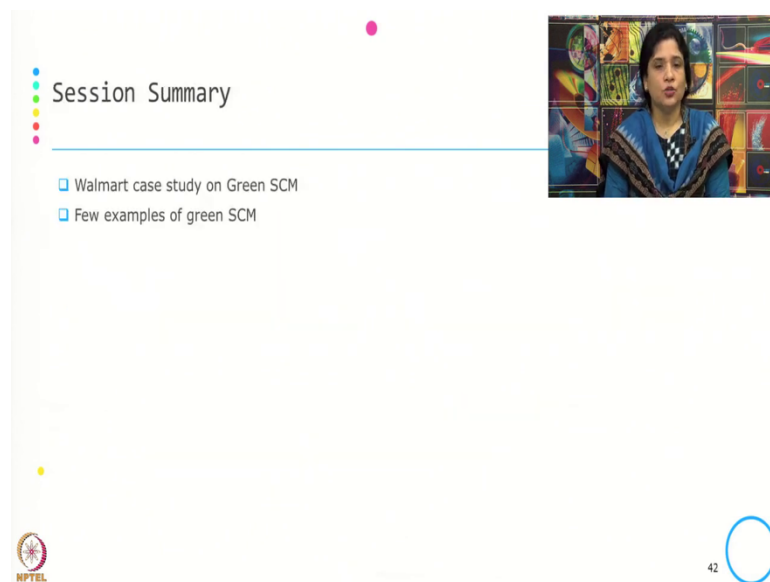 Session Summary
Walmart case study on Green SCM
Few examples of green SCM
NPTEL
42